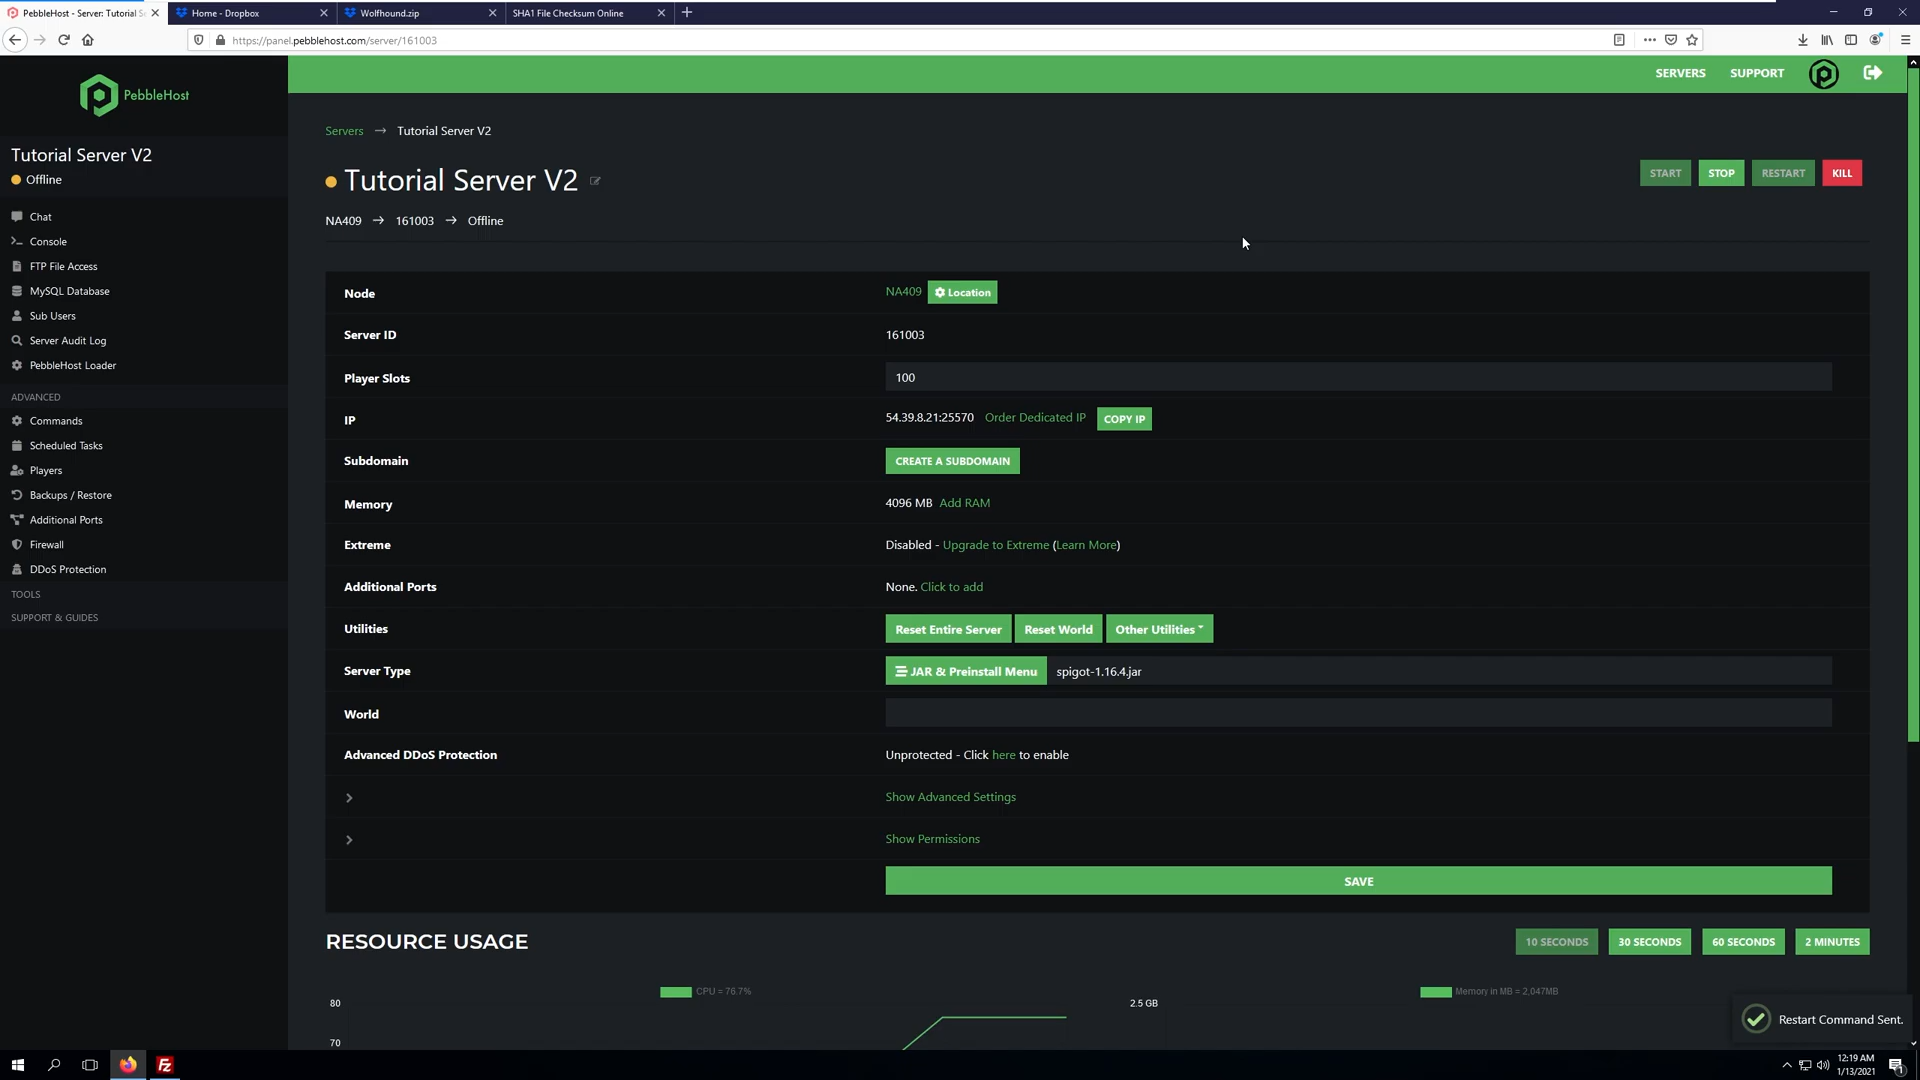 PebbleHost - Server: Tutorial S
Home - Dropbox
Wolfhound.zip
SHA1 File Checksum Online
https://panel.pebblehost.com/server/161003
PebbleHost
SERVERS
SUPPORT
Tutorial Server V2
Offline
Chat
Console
FTP File Access
MySQL Database
Sub Users
Server Audit Log
PebbleHost Loader
ADVANCED
Commands
Scheduled Tasks
Players
Backups / Restore
Additional Ports
Firewall
DDoS Protection
TOOLS
SUPPORT & GUIDES
Servers → Tutorial Server V2
Tutorial Server V2
START
STOP
RESTART
KILL
NA409 → 161003 → Offline
Node NA409 Location
Server ID 161003
Player Slots 100
IP 54.39.8.21:25570 Order Dedicated IP COPY IP
Subdomain CREATE A SUBDOMAIN
Memory 4096 MB Add RAM
Extreme Disabled - Upgrade to Extreme (Learn More)
Additional Ports None. Click to add
Utilities Reset Entire Server Reset World Other Utilities
Server Type JAR & Preinstall Menu spigot-1.16.4.jar
World
Advanced DDoS Protection Unprotected - Click here to enable
Show Advanced Settings
Show Permissions
SAVE
RESOURCE USAGE
10 SECONDS
30 SECONDS
60 SECONDS
2 MINUTES
CPU = 76.7%
80
70
Memory in MB = 2,047MB
2.5 GB
Restart Command Sent.
12:19 AM
1/13/2021